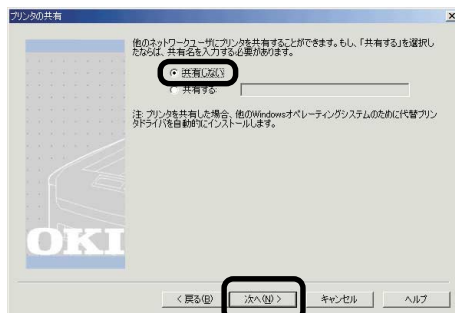 プリンタの共有
他のネットワークユーザにプリンタを共有することができます。もし、「共有する」を選択し
たならば、共有名を入力する必要があります。
共有しない
共有する:
注: プリンタを共有した場合、他のWindowsオペレーティングシステムのために代替プリン
タドライバを自動的にインストールします。
OKI
< 戻る(B) 次へ(N) > キャンセル ヘルプ